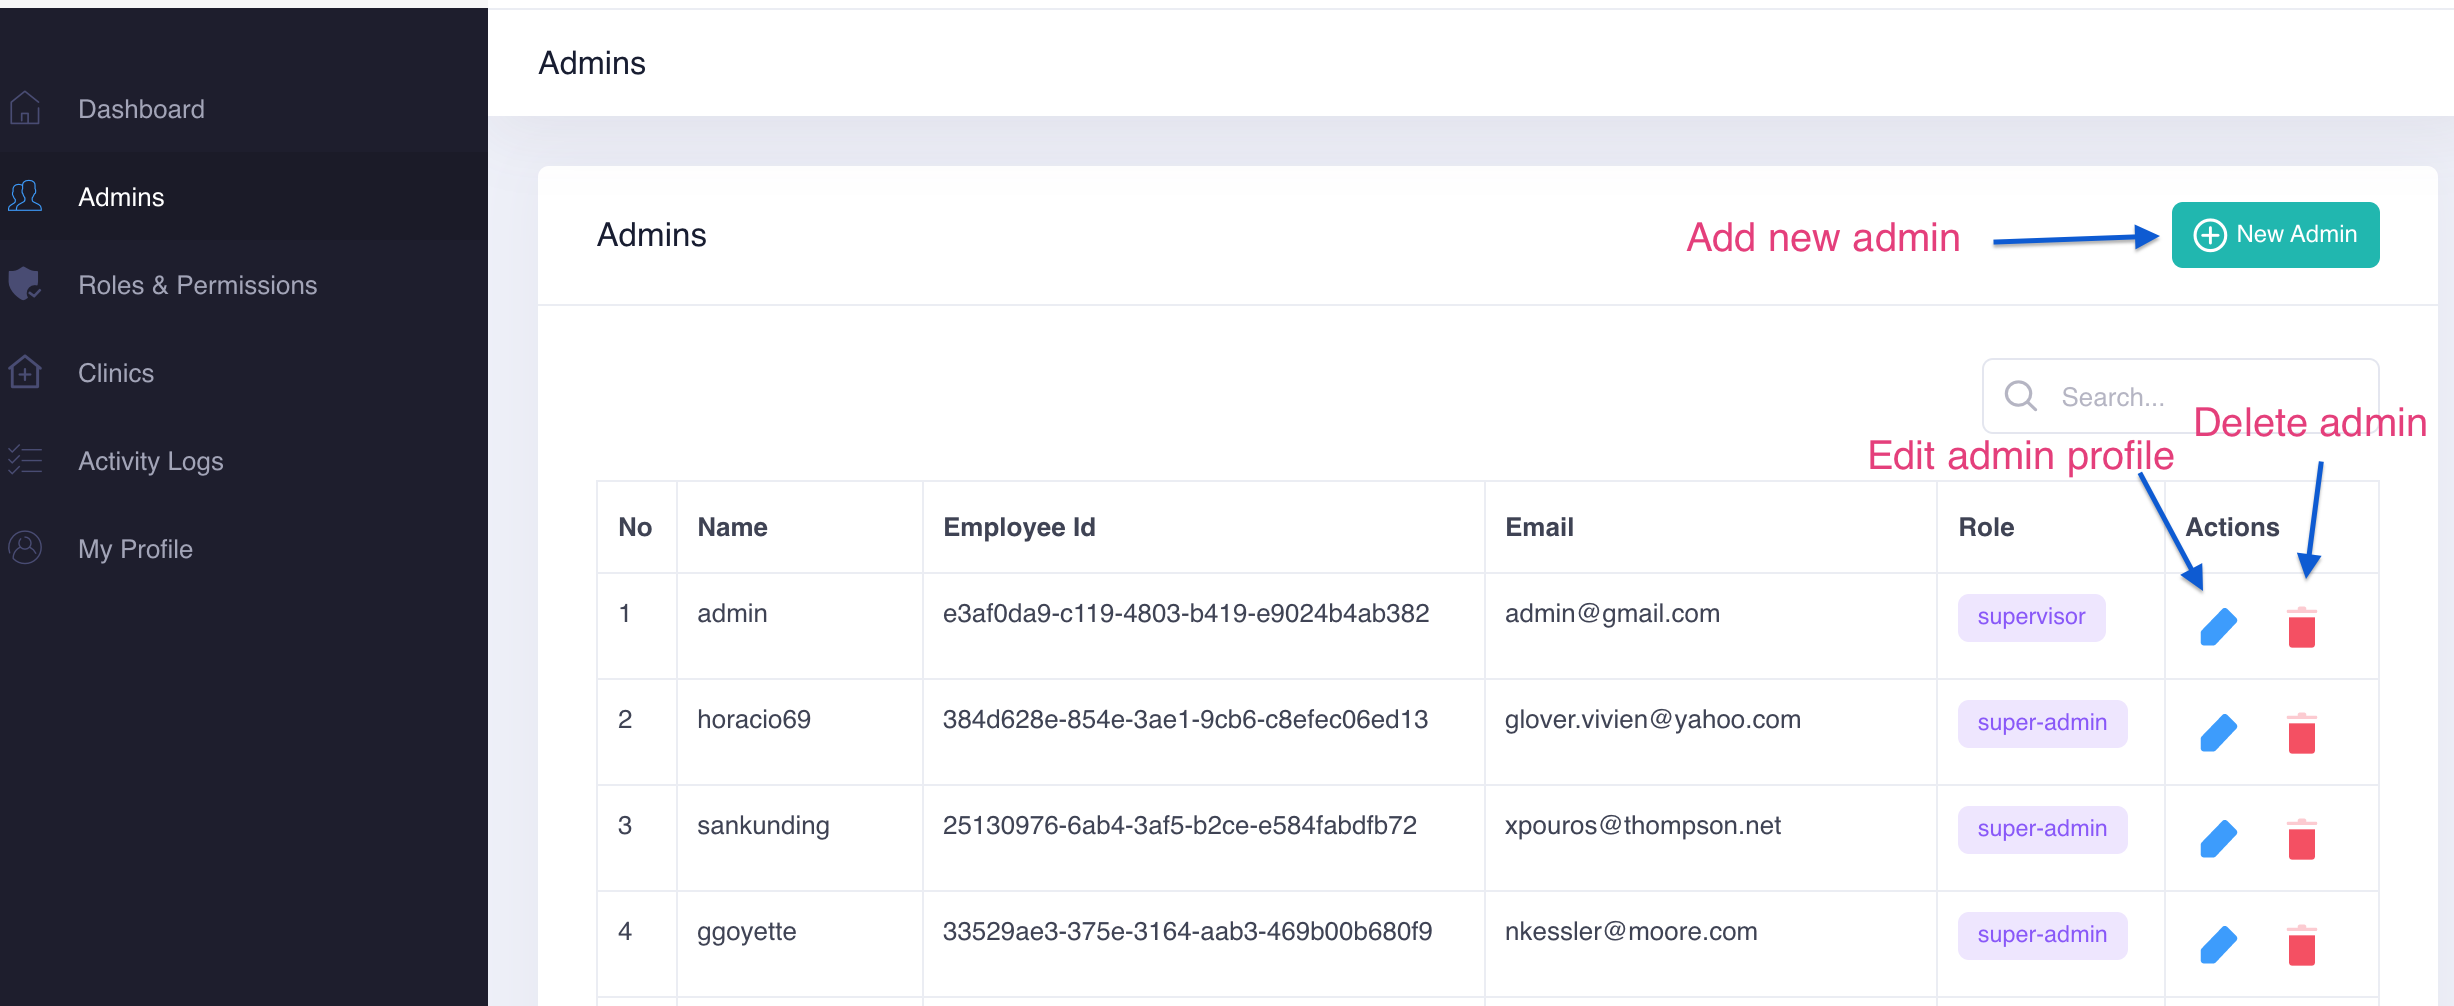 Admins
Dashboard
Admins
Roles & Permissions
Clinics
Activity Logs
My Profile
Admins
Add new admin
New Admin
Search...
Delete admin
Edit admin profile
No Name Employee Id Email Role Actions
1 admin e3af0da9-c119-4803-b419-e9024b4ab382 admin@gmail.com supervisor
2 horacio69 384d628e-854e-3ae1-9cb6-c8efec06ed13 glover.vivien@yahoo.com super-admin
3 sankunding 25130976-6ab4-3af5-b2ce-e584fabdfb72 xpouros@thompson.net super-admin
4 ggoyette 33529ae3-375e-3164-aab3-469b00b680f9 nkessler@moore.com super-admin